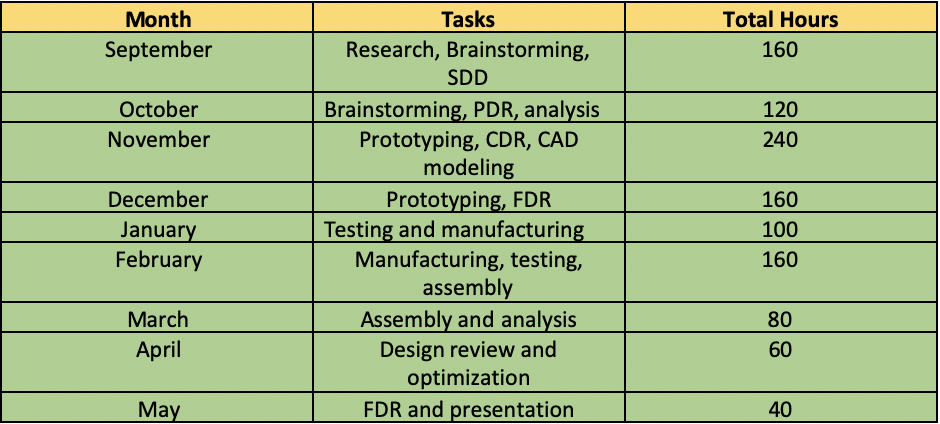 Month Tasks Total Hours
September Research, Brainstorming, 160
SDD
October Brainstorming, PDR, analysis 120
November Prototyping, CDR, CAD 240
modeling
December Prototyping, FDR 160
January Testing and manufacturing 100
February Manufacturing, testing, 160
assembly
March Assembly and analysis 80
April Design review and 60
optimization
May FDR and presentation 40